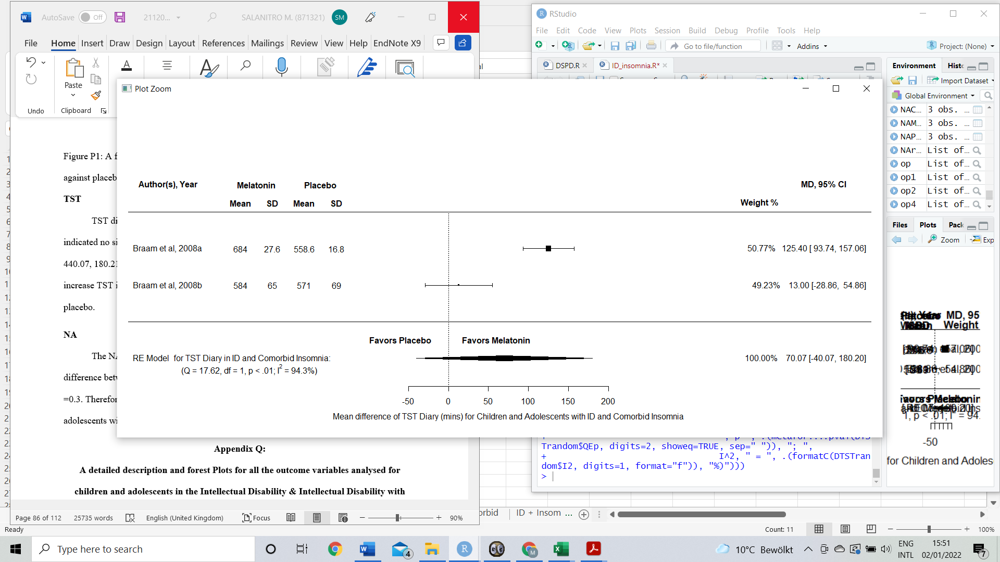 AutoSave Off 21120... SALANITRO M. (871321) SM
File Home Insert Draw Design Layout References Mailings Review View Help EndNote X9
Paste
Undo Clipboard
Figure P1: A f
against placeb
TST
TST di
indicated no si
440.07, 180.21
increase TST i
placebo.
NA
The NA
difference betw
=0.3. Therefor
adolescents wi
Appendix Q:
A detailed description and forest Plots for all the outcome variables analysed for
children and adolescents in the Intellectual Disability & Intellectual Disability with
Page 86 of 112 25735 words English (United Kingdom) Focus 90%
Plot Zoom
Author(s), Year Melatonin Placebo MD, 95% CI
Mean SD Mean SD Weight %
Braam et al, 2008a 684 27.6 558.6 16.8 50.77% 125.40 [ 93.74, 157.06]
Braam et al, 2008b 584 65 571 69 49.23% 13.00 [-28.86, 54.86]
Favors Placebo Favors Melatonin
RE Model for TST Diary in ID and Comorbid Insomnia: 100.00% 70.07 [-40.07, 180.20]
(Q = 17.62, df = 1, p < .01; I2 = 94.3%)
-50 0 50 100 150 200
Mean difference of TST Diary (mins) for Children and Adolescents with ID and Comorbid Insomnia
RStudio
File Edit Code View Plots Session Build Debug Profile Tools Help
Go to file/function Addins Project: (None)
DSPD.R ID_insomnia.R*
Environment Histo
Import Dataset
Global Environment
NAC... 3 obs. ...
NAM... 3 obs. ...
NAP... 3 obs. ...
NAr... List of...
op List of...
op1 List of...
op2 List of...
op4 List of...
Files Plots Pack
Zoom Exp
MD, 95
Weight
-50
for Children and Adoles
Trandom$QEp, digits=2, showeq=TRUE, sep=" ")), "; ",
+ I^2, " = ", .(formatC(DTSTran
dom$I2, digits=1, format="f")), "%)")))
>
orbid ID + Insom ...
Ready Count: 11 100%
Type here to search
4
10°C Bewölkt ENG
INTL
15:51
02/01/2022
7